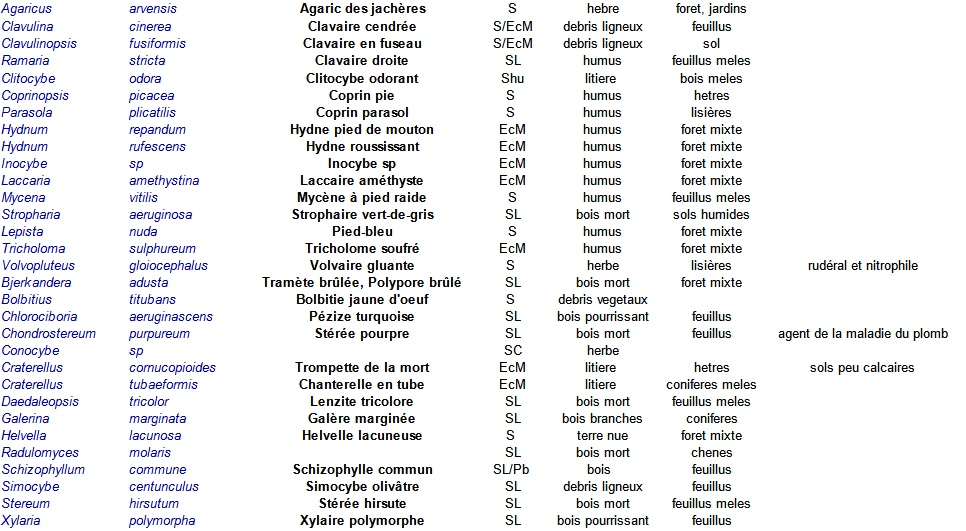 Agaricus arvensis Agaric des jachères S hebre foret, jardins
Clavulina cinerea Clavaire cendrée S/EcM debris ligneux feuillus
Clavulinopsis fusiformis Clavaire en fuseau S/EcM debris ligneux sol
Ramaria stricta Clavaire droite SL humus feuillus meles
Clitocybe odora Clitocybe odorant Shu litiere bois meles
Coprinopsis picacea Coprin pie S humus hetres
Parasola plicatilis Coprin parasol S humus lisières
Hydnum repandum Hydne pied de mouton EcM humus foret mixte
Hydnum rufescens Hydne roussissant EcM humus foret mixte
Inocybe sp Inocybe sp EcM humus foret mixte
Laccaria amethystina Laccaire améthyste EcM humus foret mixte
Mycena vitilis Mycène à pied raide S humus feuillus meles
Stropharia aeruginosa Strophaire vert-de-gris SL bois mort sols humides
Lepista nuda Pied-bleu S humus foret mixte
Tricholoma sulphureum Tricholome soufré EcM humus foret mixte
Volvopluteus gloiocephalus Volvaire gluante S herbe lisières rudéral et nitrophile
Bjerkandera adusta Tramète brûlée, Polypore brûlé SL bois mort foret mixte
Bolbitius titubans Bolbitie jaune d'oeuf S debris vegetaux
Chlorociboria aeruginascens Pézize turquoise SL bois pourrissant feuillus
Chondrostereum purpureum Stérée pourpre SL bois mort feuillus agent de la maladie du plomb
Conocybe sp SC herbe
Craterellus cornucopioides Trompette de la mort EcM litiere hetres sols peu calcaires
Craterellus tubaeformis Chanterelle en tube EcM litiere coniferes meles
Daedaleopsis tricolor Lenzite tricolore SL bois mort feuillus meles
Galerina marginata Galère marginée SL bois branches coniferes
Helvella lacunosa Helvelle lacuneuse S terre nue foret mixte
Radulomyces molaris SL bois mort chenes
Schizophyllum commune Schizophylle commun SL/Pb bois feuillus
Simocybe centunculus Simocybe olivâtre SL debris ligneux feuillus
Stereum hirsutum Stérée hirsute SL bois mort feuillus meles
Xylaria polymorpha Xylaire polymorphe SL bois pourrissant feuillus